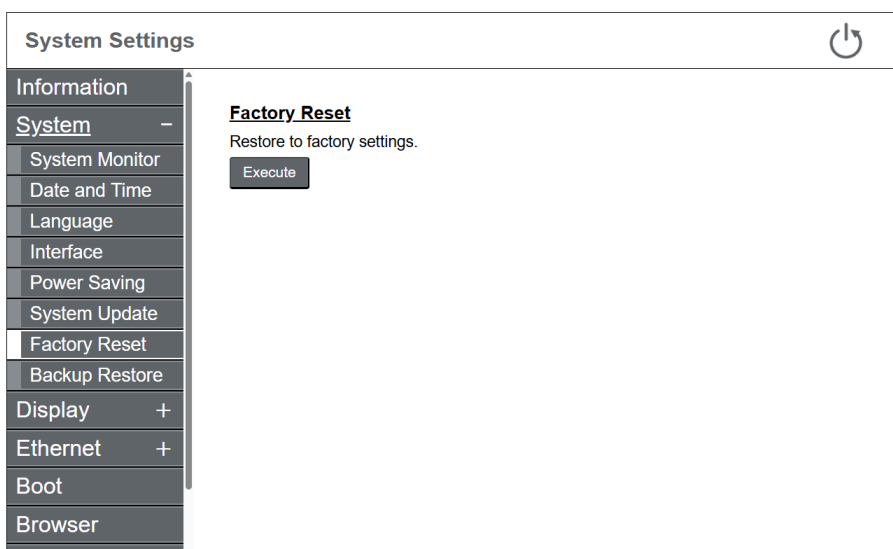 System Settings
Information
System −
System Monitor
Date and Time
Language
Interface
Power Saving
System Update
Factory Reset
Backup Restore
Display +
Ethernet +
Boot
Browser
Factory Reset
Restore to factory settings.
Execute